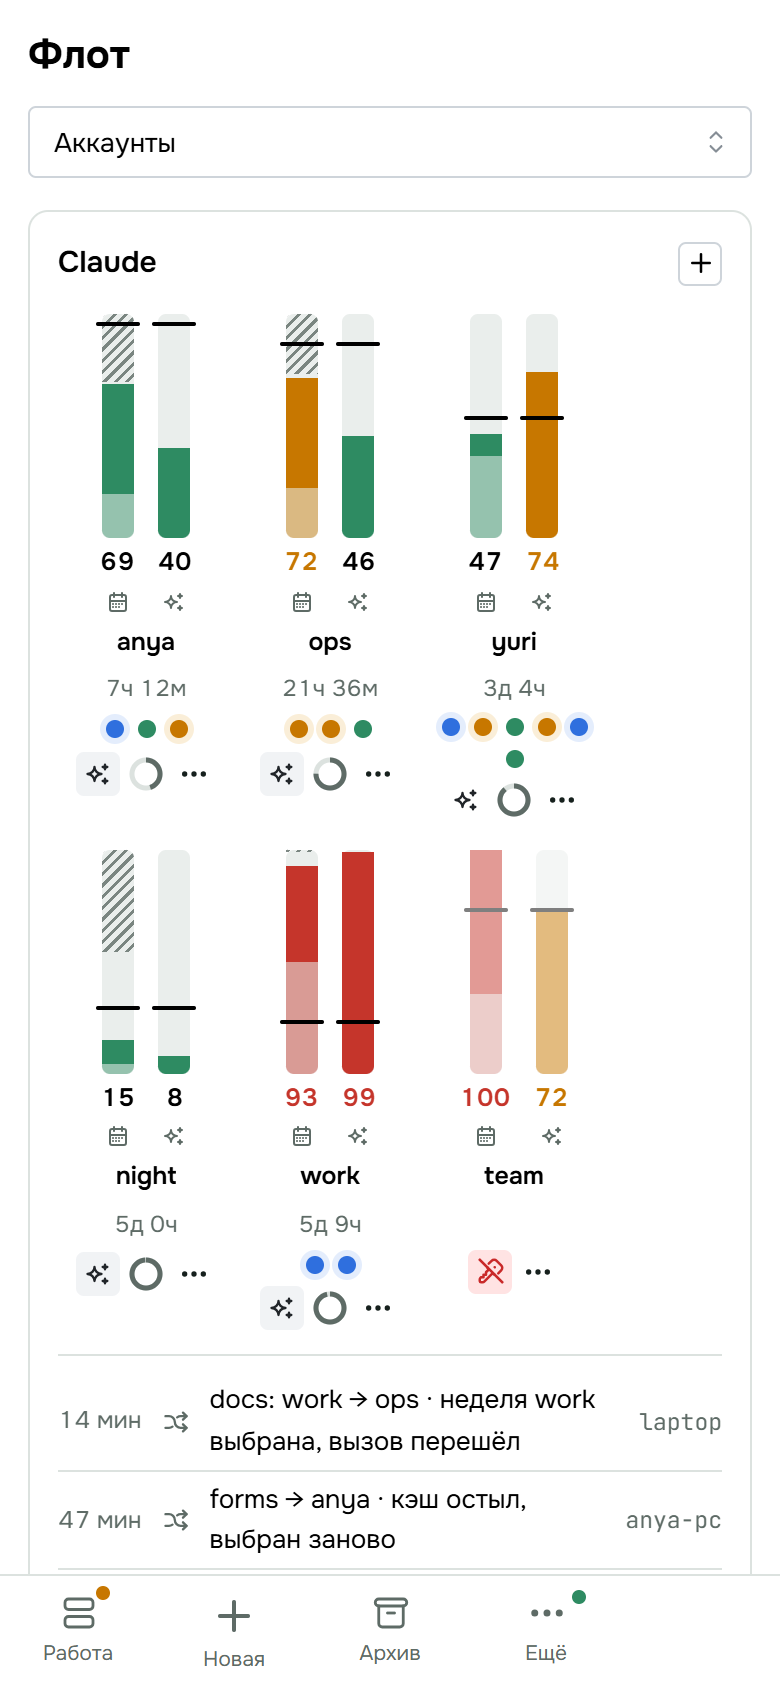 Флот
Аккаунты
Claude
69 40 72 46 47 74
anya ops yuri
7ч 12м 21ч 36м 3д 4ч
15 8 93 99 100 72
night work team
5д 0ч 5д 9ч
14 мин docs: work → ops · неделя work laptop
выбрана, вызов перешёл
47 мин forms → anya · кэш остыл, anya-pc
выбран заново
Работа Новая Архив Ещё